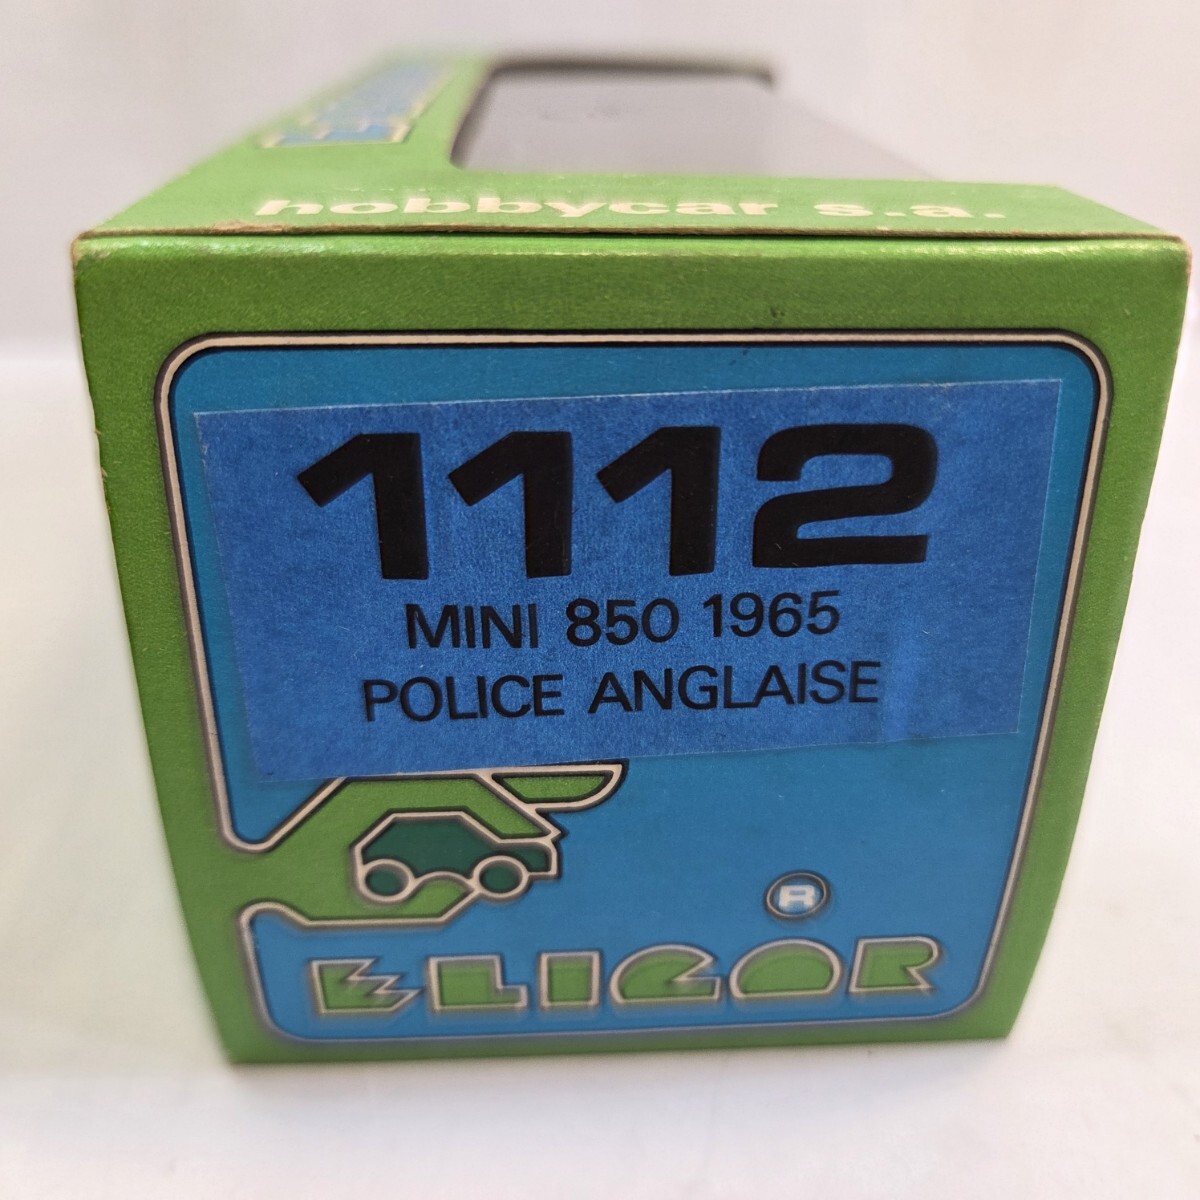 hobbycar s.a.
1112
MINI 850 1965
POLICE ANGLAISE
R
ELIGOR